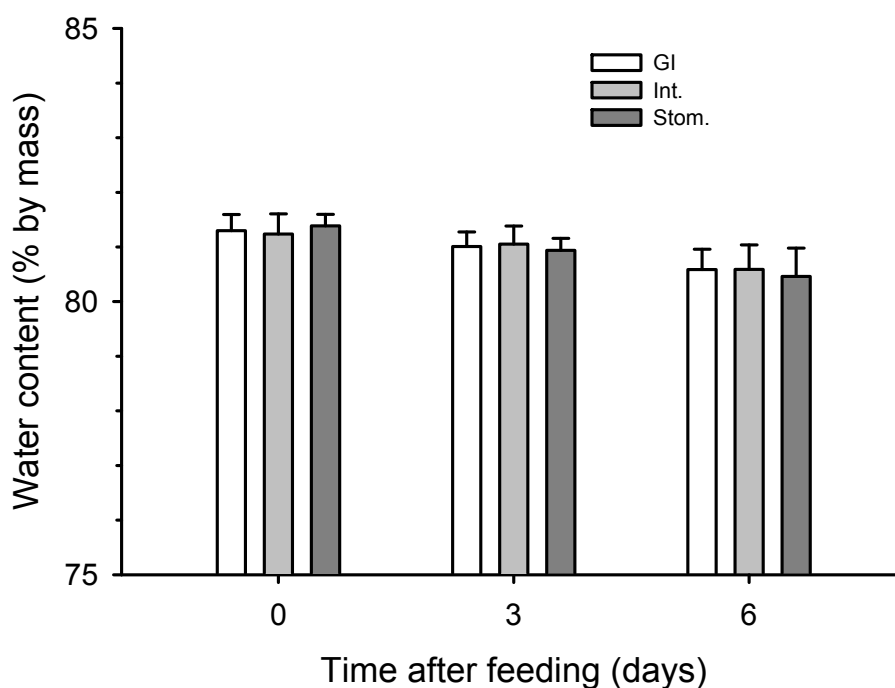 85
80
75
Water content (% by mass)
GI
Int.
Stom.
0 3 6
Time after feeding (days)